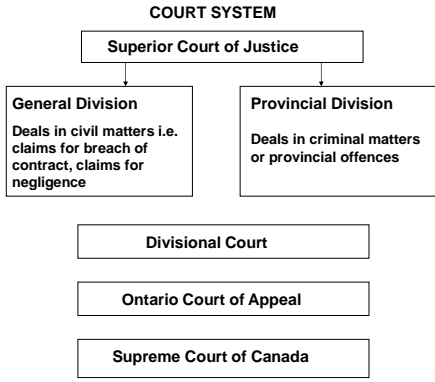 COURT SYSTEM
Superior Court of Justice
General Division
Deals in civil matters i.e.
claims for breach of
contract, claims for
negligence
Provincial Division
Deals in criminal matters
or provincial offences
Divisional Court
Ontario Court of Appeal
Supreme Court of Canada